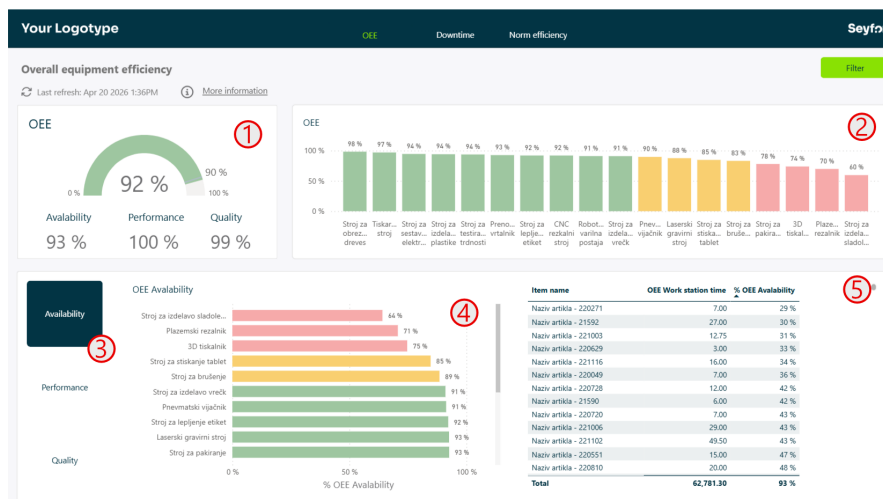 Your Logotype
OEE Downtime Norm efficiency
Overall equipment efficiency
Filter
Last refresh: Apr 20 2026 1:36PM
More information
OEE
1
92 %
0 %
90 %
100 %
Avalability Performance Quality
93 % 100 % 99 %
OEE
2
100 %
50 %
0 %
98 % 97 % 94 % 94 % 94 % 93 % 92 % 92 % 91 % 91 % 90 % 88 % 85 % 83 % 78 % 74 % 70 % 60 %
Stroj za obrez... dreves
Tiskar... stroj
Stroj za sestav... elektr...
Stroj za izdela... plastike
Stroj za testira... trdnosti
Preno... vrtalnik
Stroj za leplje... etiket
CNC rezkalni stroj
Robot... varilna postaja
Stroj za izdela... vrečk
Pnev... vijačnik
Laserski gravirni stroj
Stroj za stiska... tablet
Stroj za bruše...
Stroj za pakira...
3D tiskal...
Plaze... rezalnik
Stroj za izdela... sladol...
Availability
3
Performance
Quality
OEE Avalability
4
Stroj za izdelavo sladole... 64 %
Plazemski rezalnik 71 %
3D tiskalnik 75 %
Stroj za stiskanje tablet 85 %
Stroj za brušenje 89 %
Stroj za izdelavo vrečk 91 %
Pnevmatski vijačnik 91 %
Stroj za lepljenje etiket 92 %
Laserski gravirni stroj 93 %
Stroj za pakiranje 93 %
0 % 50 % 100 %
% OEE Avalability
5
Item name OEE Work station time % OEE Avalability
Naziv artikla - 220271 7.00 29 %
Naziv artikla - 21592 27.00 30 %
Naziv artikla - 221003 12.75 31 %
Naziv artikla - 220629 3.00 33 %
Naziv artikla - 221116 16.00 34 %
Naziv artikla - 220049 7.00 36 %
Naziv artikla - 220728 12.00 42 %
Naziv artikla - 21590 6.00 42 %
Naziv artikla - 220720 7.00 43 %
Naziv artikla - 221006 29.00 43 %
Naziv artikla - 221102 49.50 43 %
Naziv artikla - 220551 15.00 47 %
Naziv artikla - 220810 20.00 48 %
Total 62,781.30 93 %